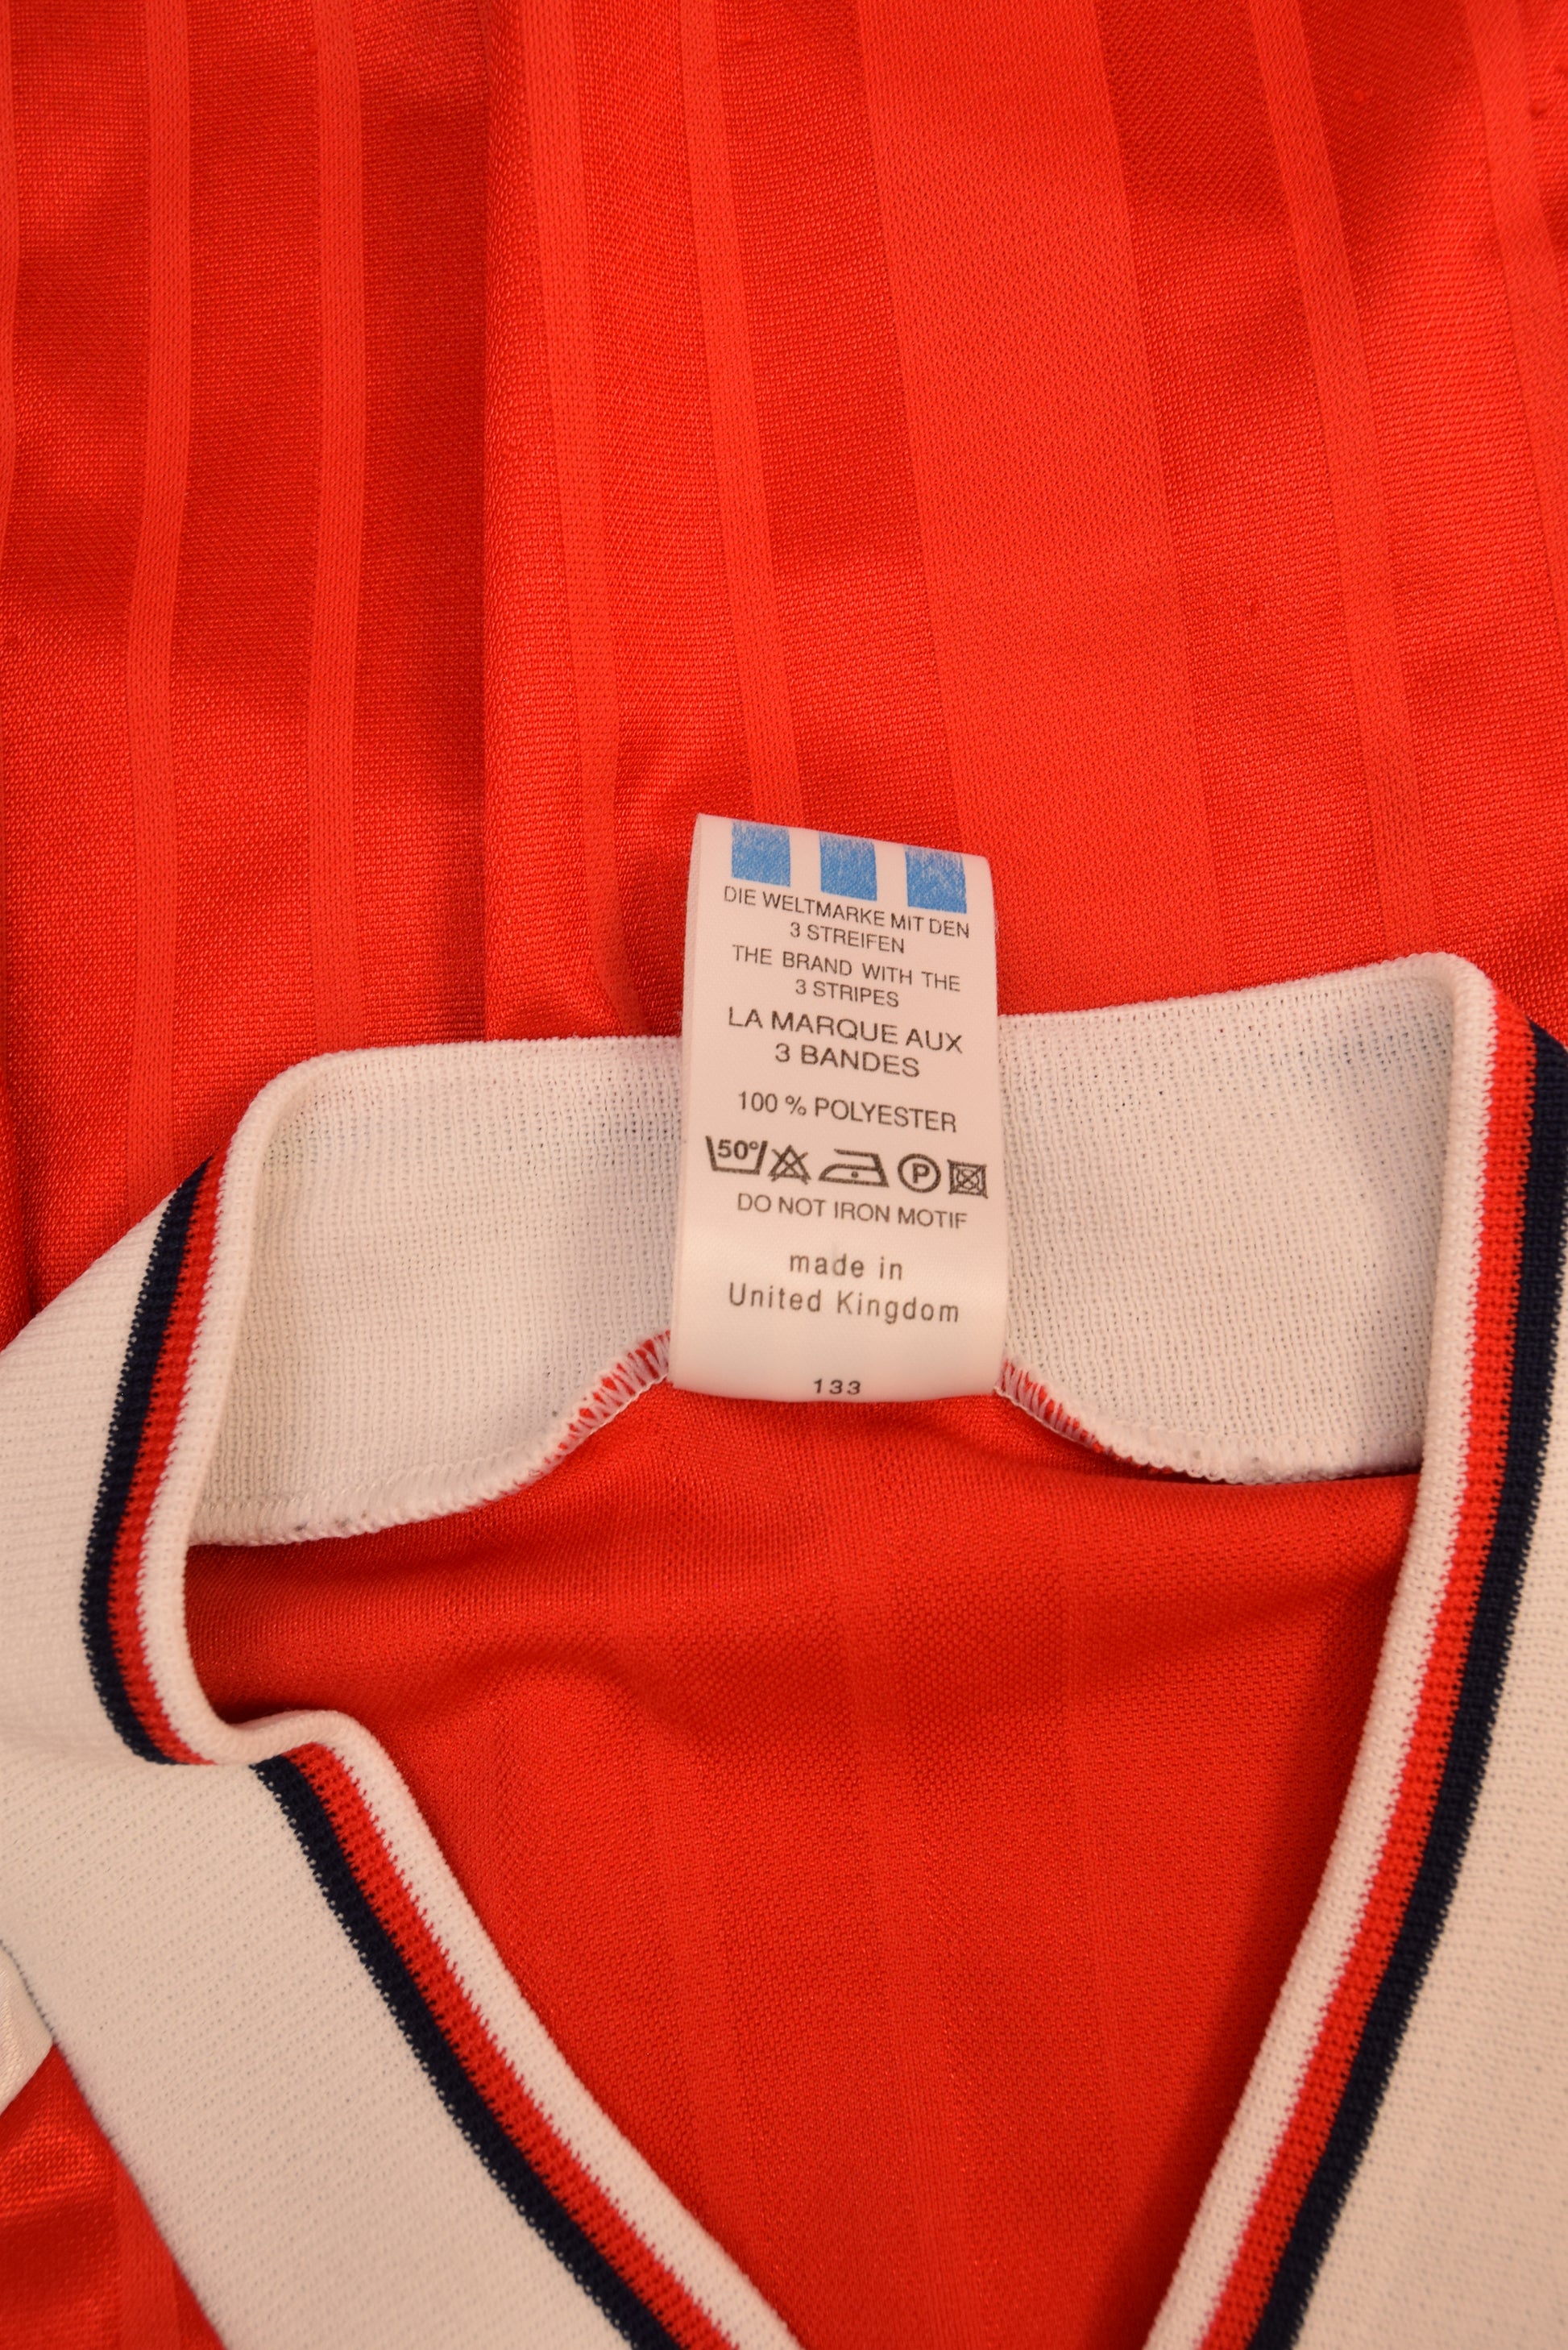 DIE WELTMARKE MIT DEN
3 STREIFEN
THE BRAND WITH THE
3 STRIPES
LA MARQUE AUX
3 BANDES
100 % POLYESTER
50° P
DO NOT IRON MOTIF
made in
United Kingdom
133